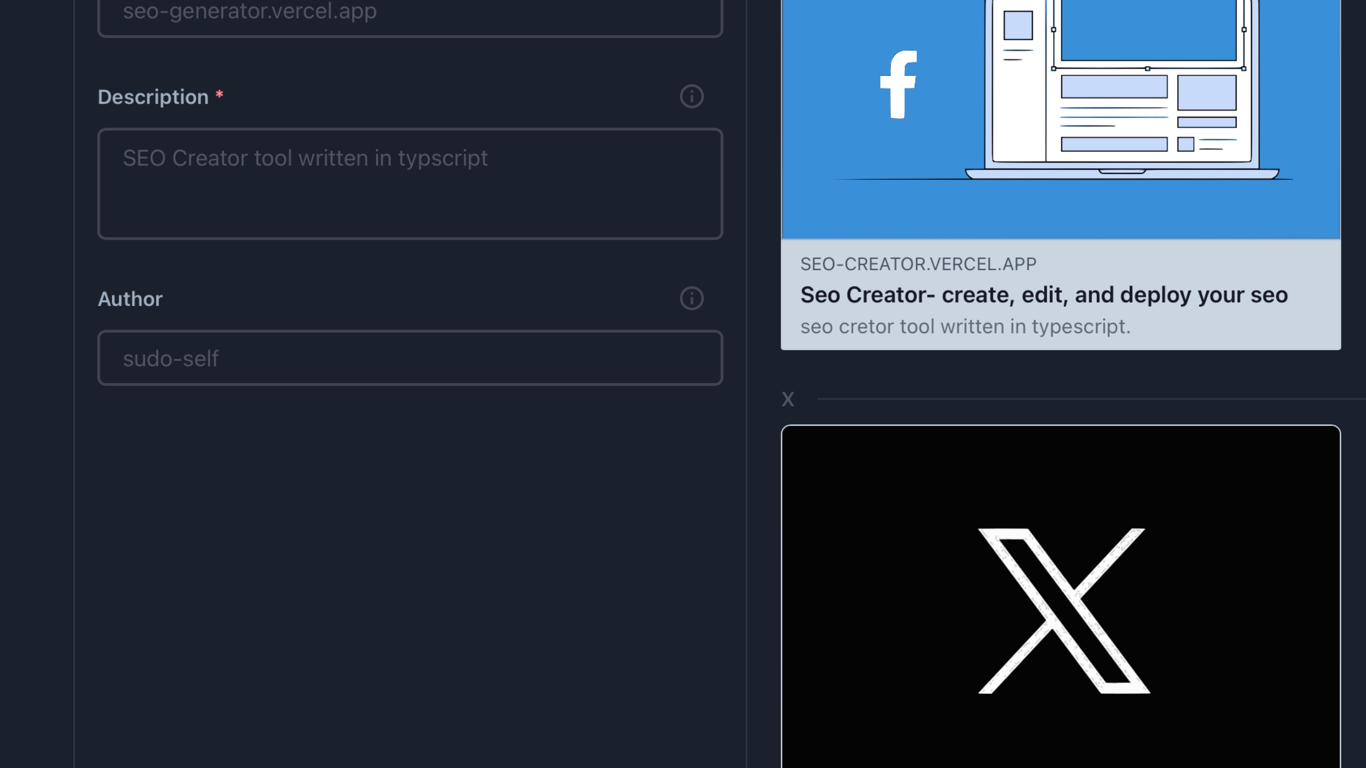 seo-generator.vercel.app
Description *
SEO Creator tool written in typscript
Author
sudo-self
SEO-CREATOR.VERCEL.APP
Seo Creator- create, edit, and deploy your seo
seo cretor tool written in typescript.
X